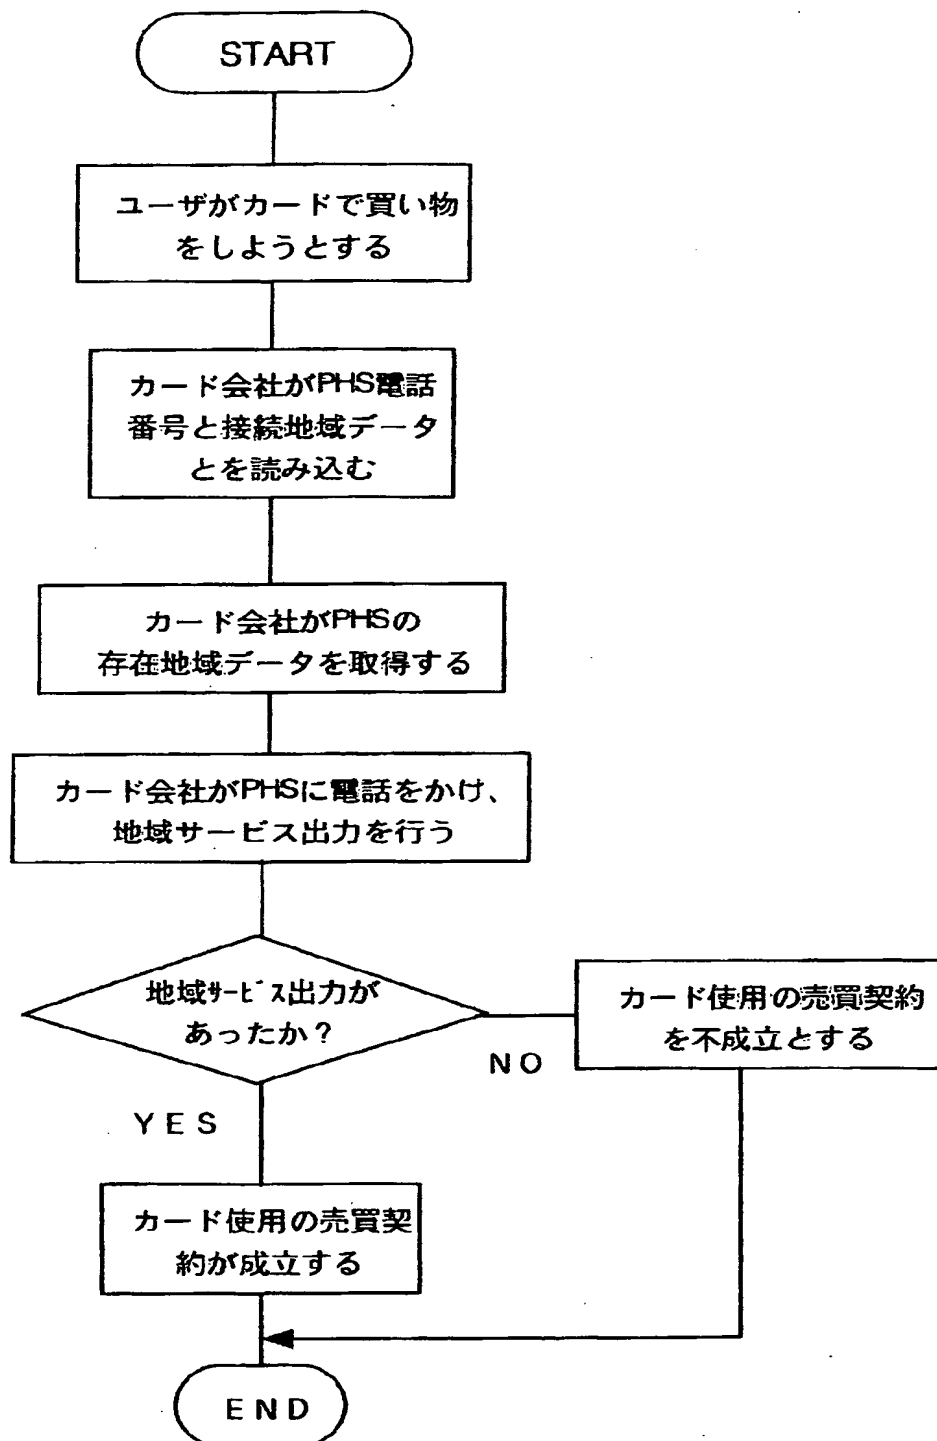 START
ユーザがカードで買い物
をしようとする
カード会社がPHS電話
番号と接続地域データ
とを読み込む
カード会社がPHSの
存在地域データを取得する
カード会社がPHSに電話をかけ、
地域サービス出力を行う
地域ｻｰﾋﾞｽ出力が
あったか？
NO
カード使用の売買契約
を不成立とする
YES
カード使用の売買契
約が成立する
END